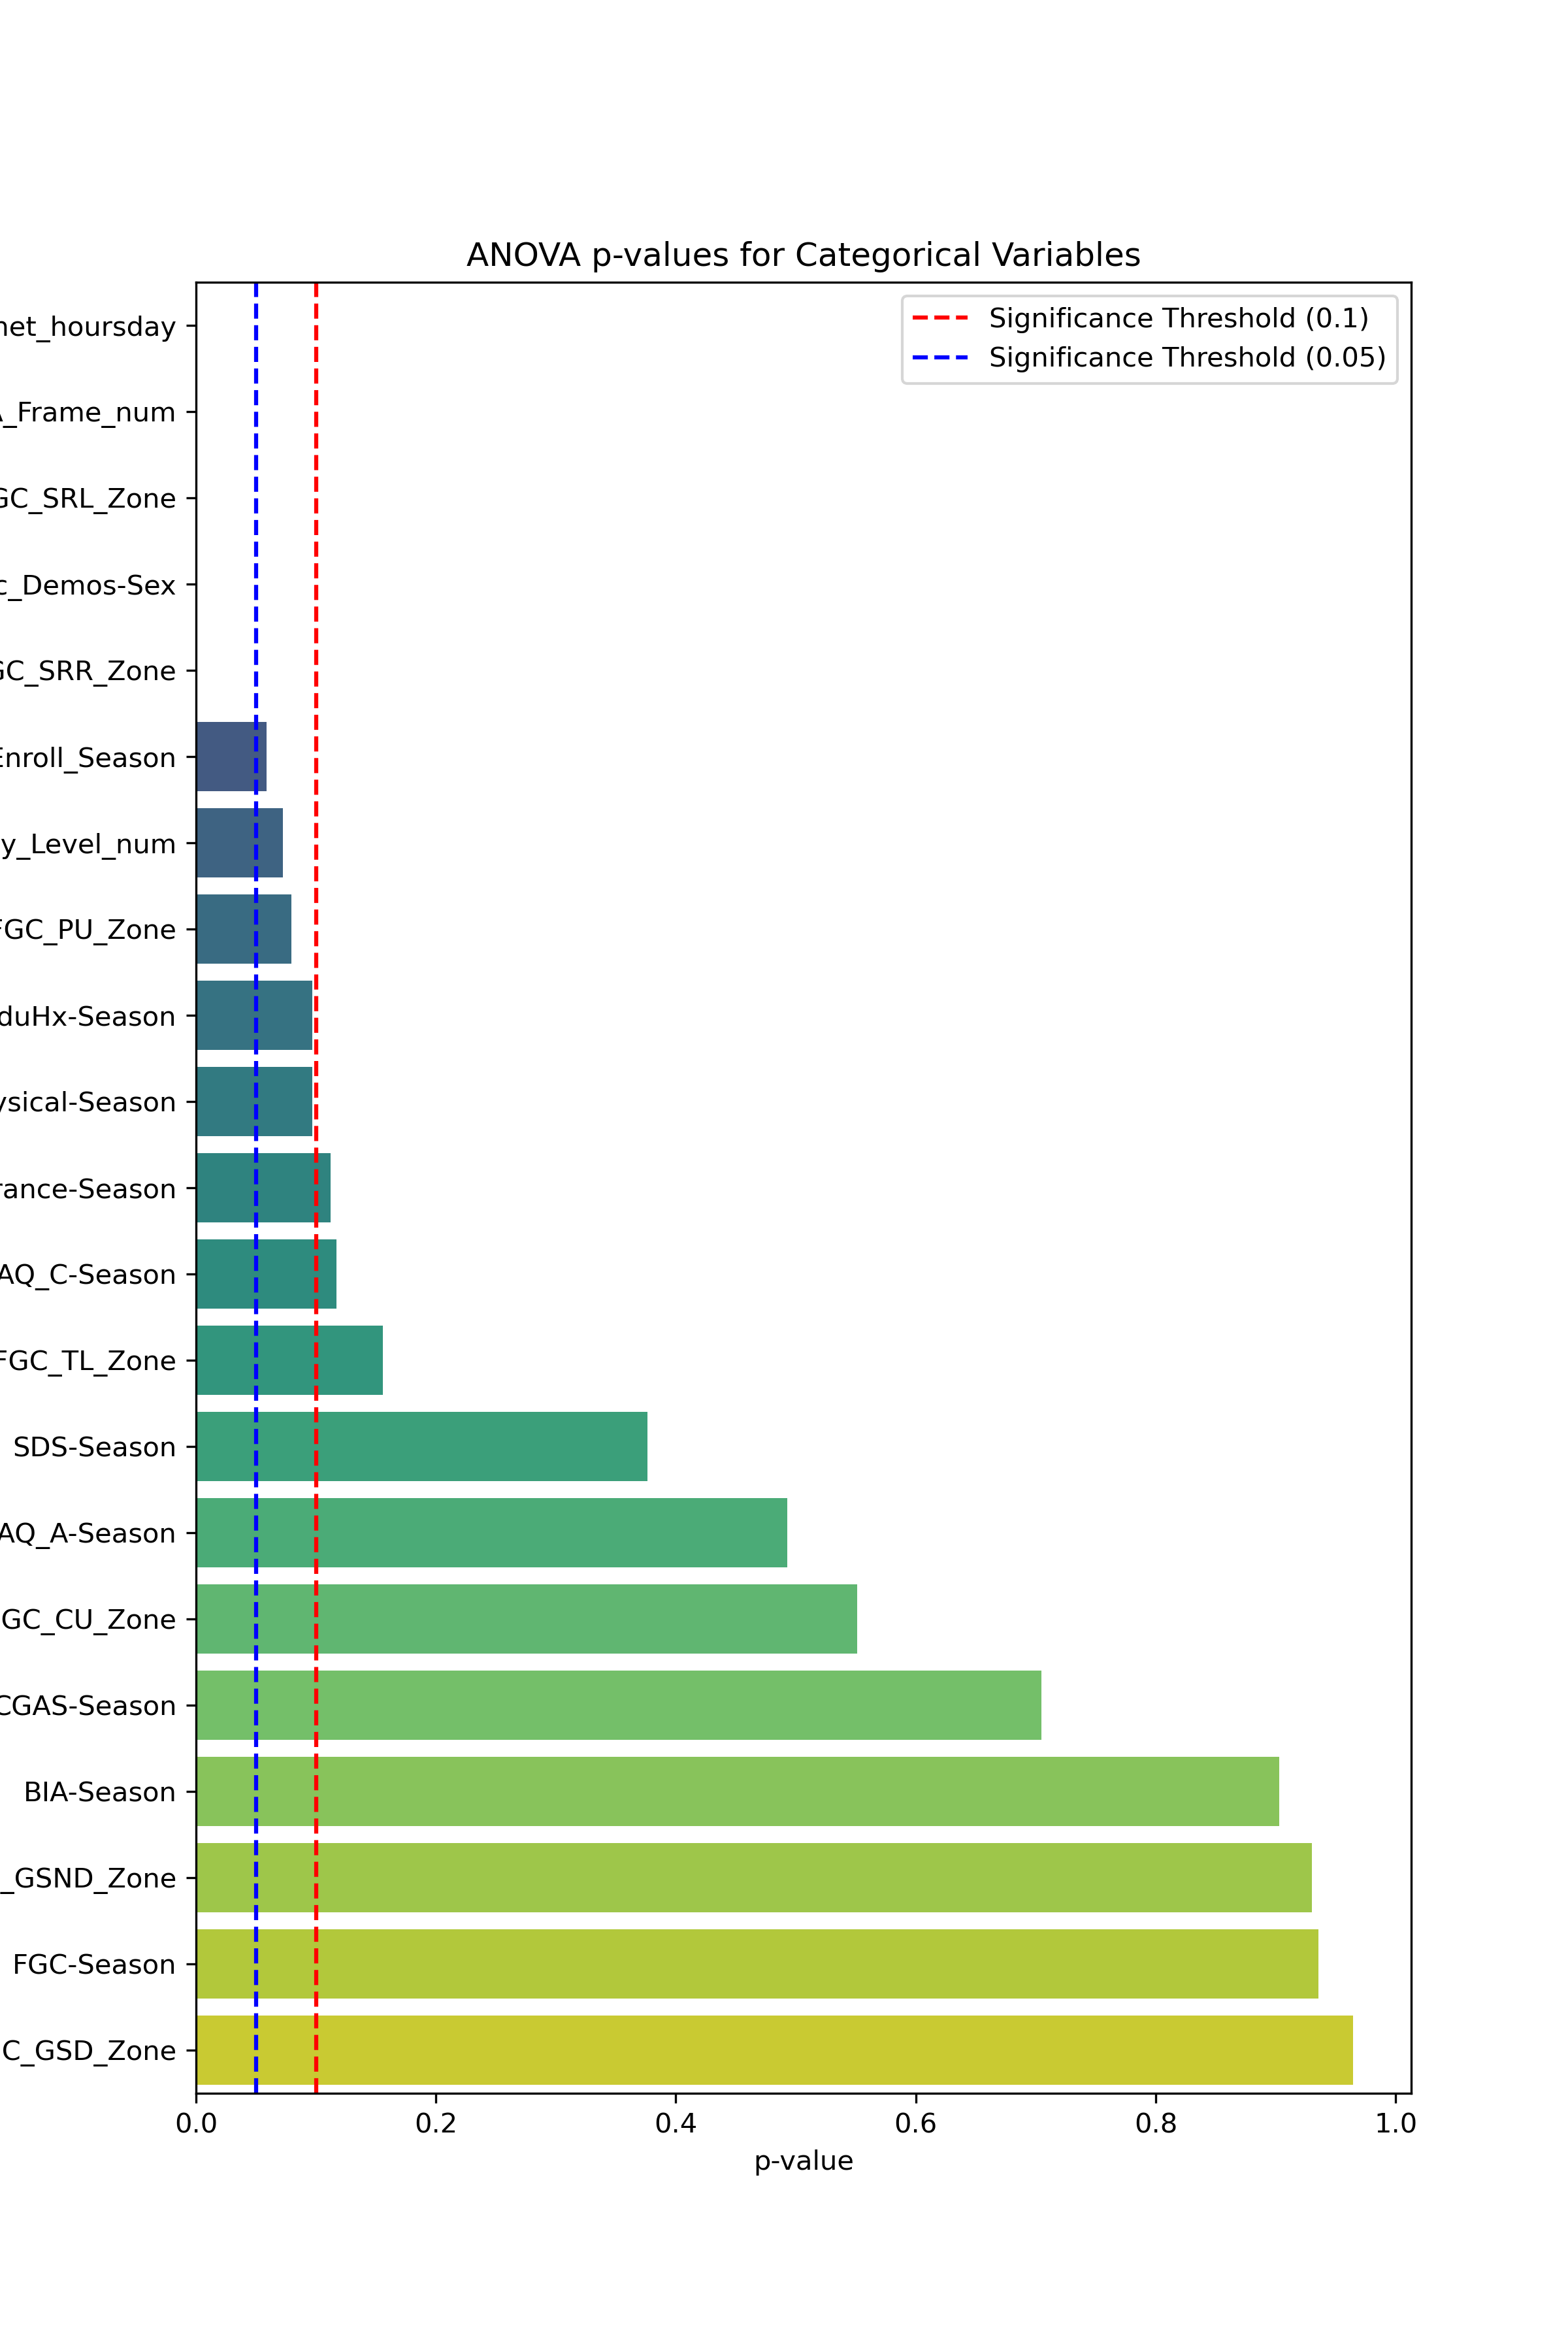 ANOVA p-values for Categorical Variables
Significance Threshold (0.1)
Significance Threshold (0.05)
net_hoursday
_Frame_num
GC_SRL_Zone
c_Demos-Sex
GC_SRR_Zone
Enroll_Season
y_Level_num
FGC_PU_Zone
duHx-Season
ysical-Season
rance-Season
AQ_C-Season
FGC_TL_Zone
SDS-Season
AQ_A-Season
GC_CU_Zone
CGAS-Season
BIA-Season
_GSND_Zone
FGC-Season
C_GSD_Zone
0.0 0.2 0.4 0.6 0.8 1.0
p-value